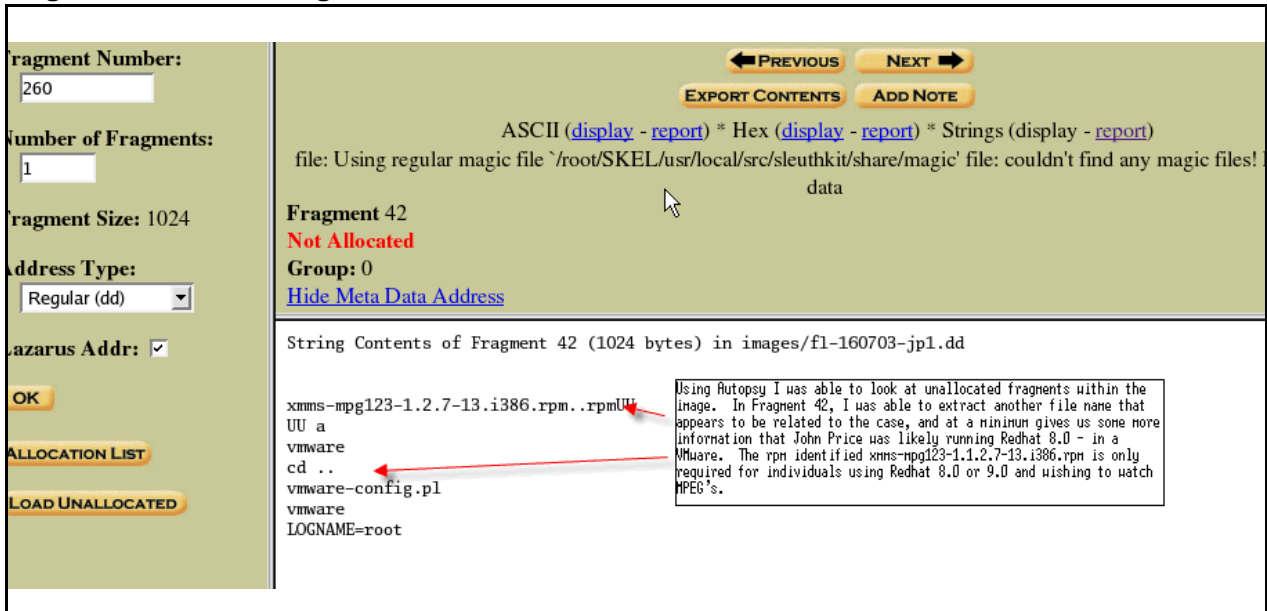 ragment Number:
260
Number of Fragments:
1
ragment Size: 1024
Address Type:
Regular (dd)
Lazarus Addr:
OK
ALLOCATION LIST
LOAD UNALLOCATED
PREVIOUS NEXT
EXPORT CONTENTS ADD NOTE
ASCII (display - report) * Hex (display - report) * Strings (display - report)
file: Using regular magic file `/root/SKEL/usr/local/src/sleuthkit/share/magic' file: couldn't find any magic files!
data
Fragment 42
Not Allocated
Group: 0
Hide Meta Data Address
String Contents of Fragment 42 (1024 bytes) in images/fl-160703-jp1.dd
xmms-mpg123-1.2.7-13.i386.rpm..rpmUU
UU a
vmware
cd ..
vmware-config.pl
vmware
LOGNAME=root
Using Autopsy I was able to look at unallocated fragments within the
image. In Fragment 42, I was able to extract another file name that
appears to be related to the case, and at a minimum gives us some more
information that John Price was likely running Redhat 8.0 - in a
VMware. The rpm identified xmms-mpg123-1.1.2.7-13.i386.rpm is only
required for individuals using Redhat 8.0 or 9.0 and wishing to watch
MPEG's.